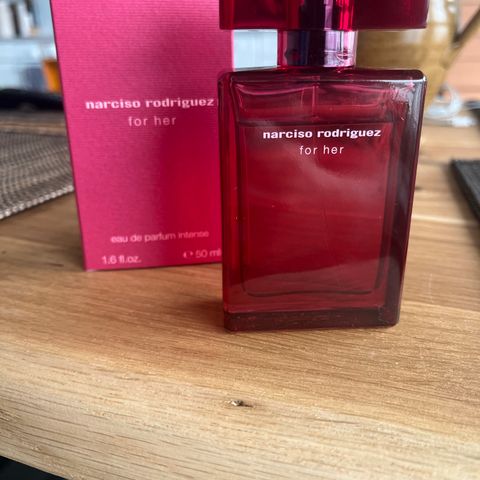 narciso rodriguez
for her
eau de parfum intense
1.6 fl.oz. e 50 ml
narciso rodriguez
for her